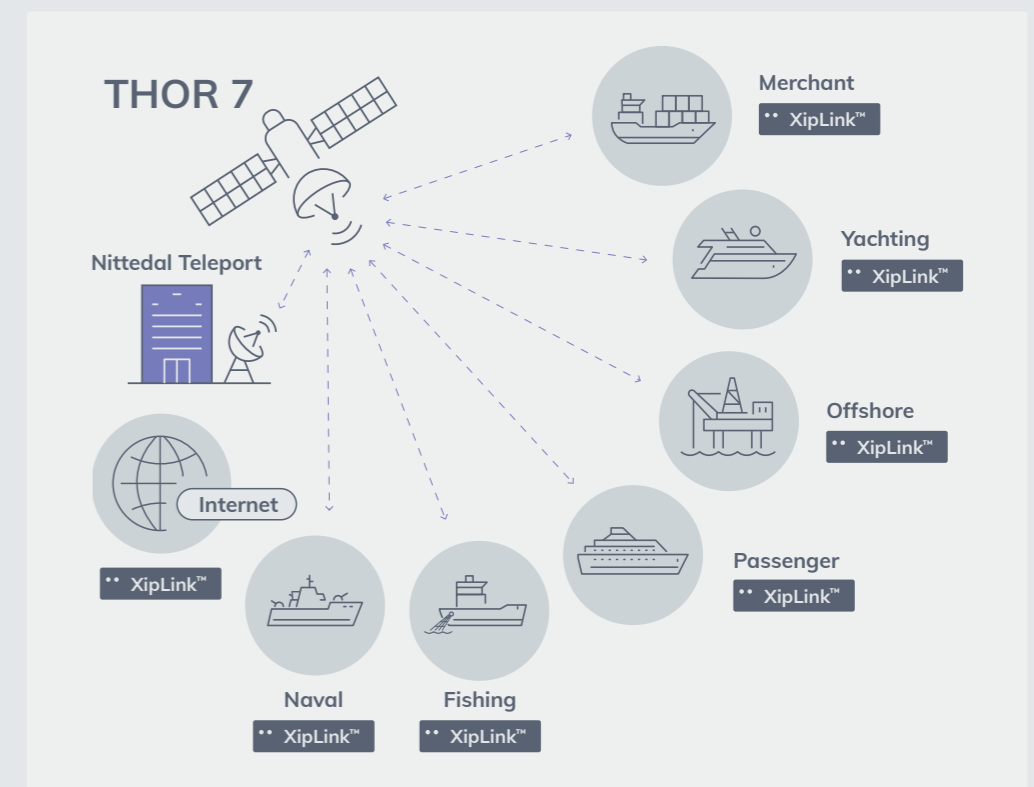 THOR 7
Merchant
XipLink™
Yachting
XipLink™
Nittedal Teleport
Offshore
XipLink™
Internet
XipLink™
Passenger
XipLink™
Naval
XipLink™
Fishing
XipLink™